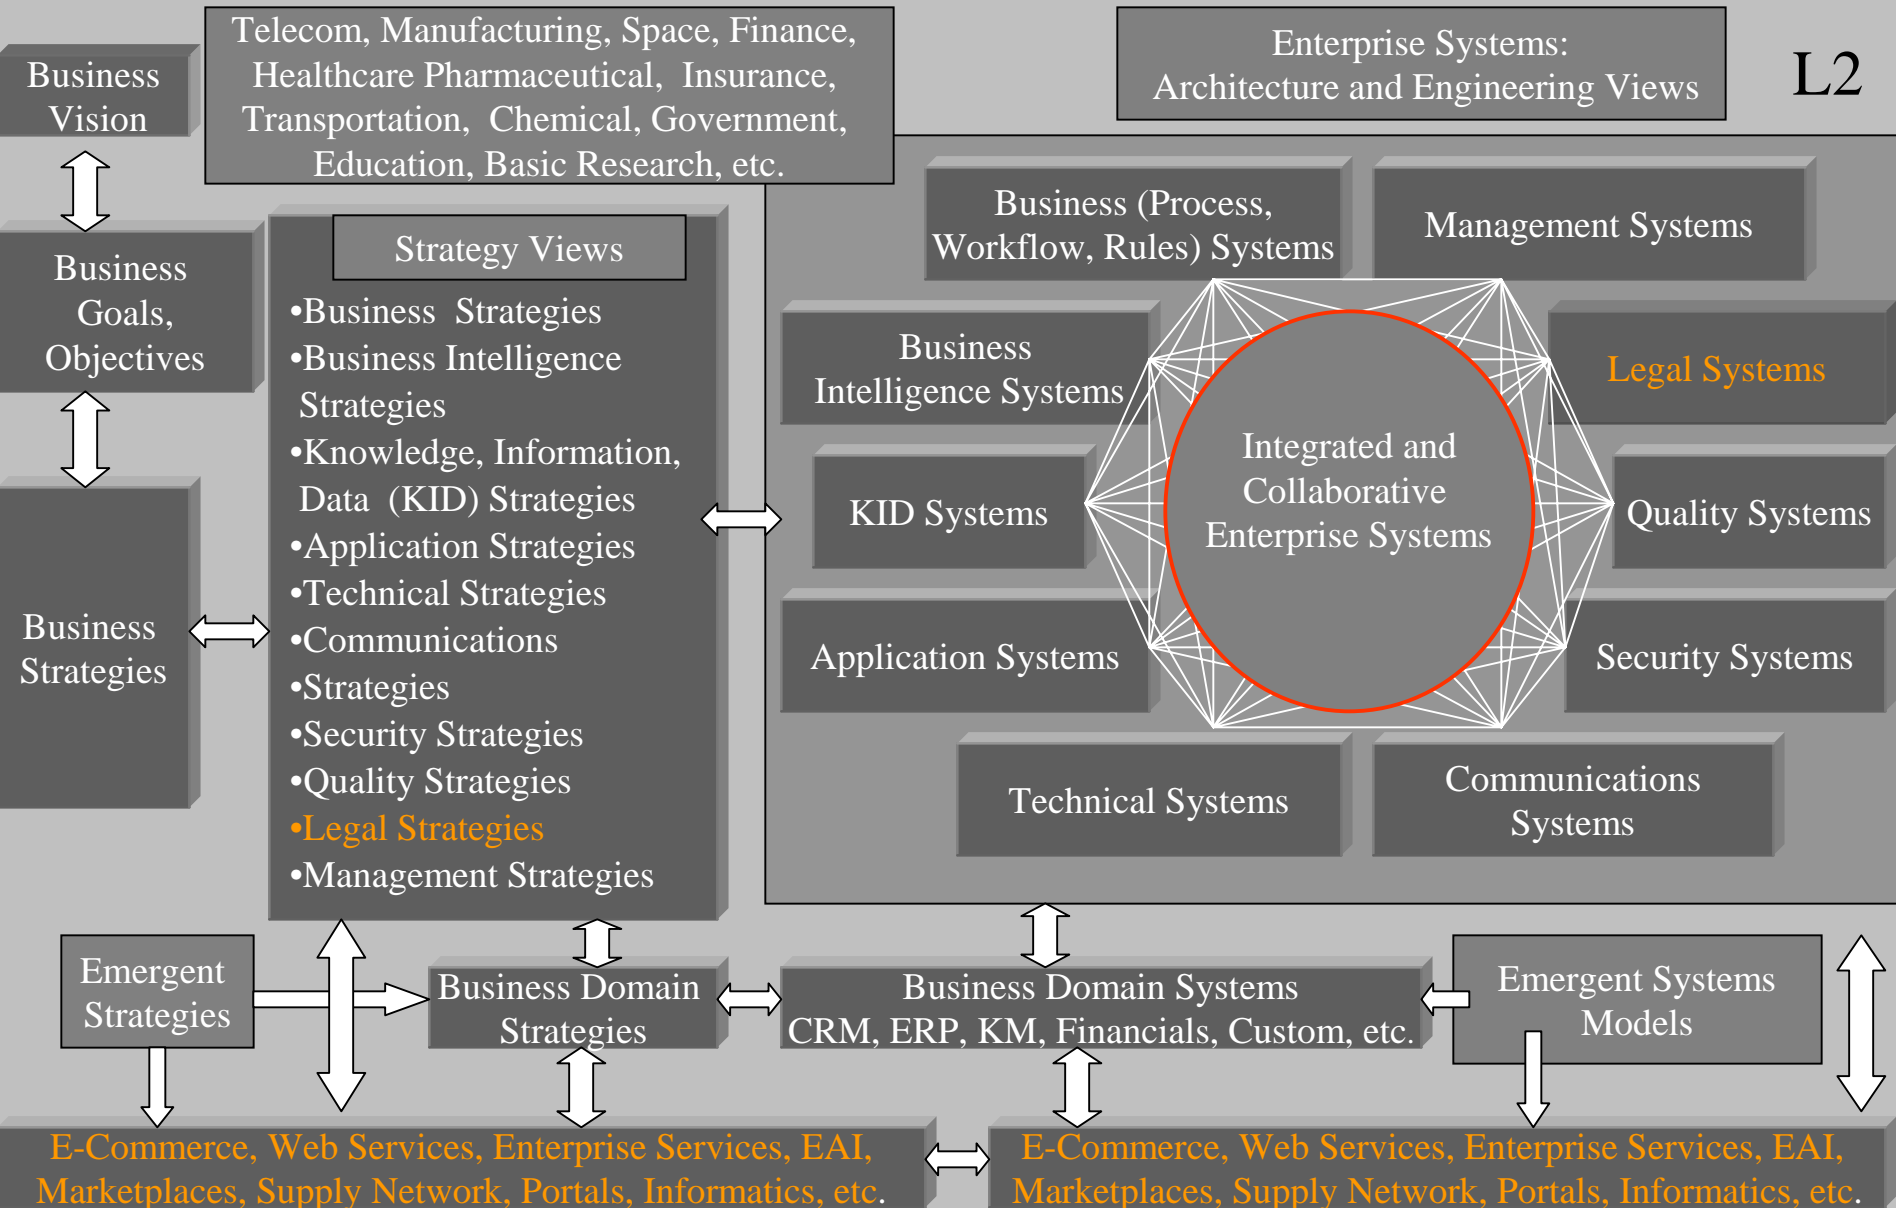 Telecom, Manufacturing, Space, Finance,
Healthcare Pharmaceutical, Insurance,
Transportation, Chemical, Government,
Education, Basic Research, etc.
Enterprise Systems:
Architecture and Engineering Views
L2
Business
Vision
Business
Goals,
Objectives
Business
Strategies
Strategy Views
•Business Strategies
•Business Intelligence
Strategies
•Knowledge, Information,
Data (KID) Strategies
•Application Strategies
•Technical Strategies
•Communications
•Strategies
•Security Strategies
•Quality Strategies
•Legal Strategies
•Management Strategies
Business (Process,
Workflow, Rules) Systems
Management Systems
Business
Intelligence Systems
Legal Systems
KID Systems
Integrated and
Collaborative
Enterprise Systems
Quality Systems
Application Systems
Security Systems
Technical Systems
Communications
Systems
Emergent
Strategies
Business Domain
Strategies
Business Domain Systems
CRM, ERP, KM, Financials, Custom, etc.
Emergent Systems
Models
E-Commerce, Web Services, Enterprise Services, EAI,
Marketplaces, Supply Network, Portals, Informatics, etc.
E-Commerce, Web Services, Enterprise Services, EAI,
Marketplaces, Supply Network, Portals, Informatics, etc.